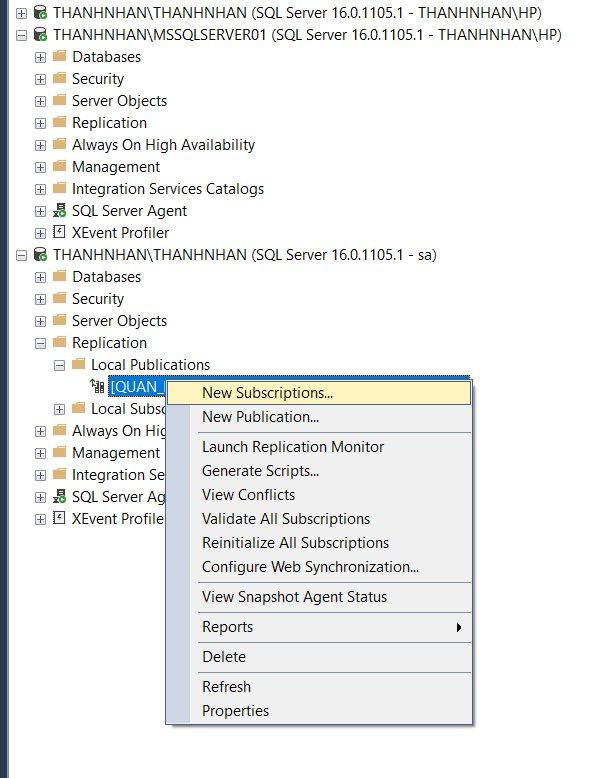 THANHNHAN\THANHNHAN (SQL Server 16.0.1105.1 - THANHNHAN\HP)
THANHNHAN\MSSQLSERVER01 (SQL Server 16.0.1105.1 - THANHNHAN\HP)
Databases
Security
Server Objects
Replication
Always On High Availability
Management
Integration Services Catalogs
SQL Server Agent
XEvent Profiler
THANHNHAN\THANHNHAN (SQL Server 16.0.1105.1 - sa)
Databases
Security
Server Objects
Replication
Local Publications
[QUAN_
Local Subsc
Always On Hig
Management
Integration Se
SQL Server Ag
XEvent Profile
New Subscriptions...
New Publication...
Launch Replication Monitor
Generate Scripts...
View Conflicts
Validate All Subscriptions
Reinitialize All Subscriptions
Configure Web Synchronization...
View Snapshot Agent Status
Reports
Delete
Refresh
Properties